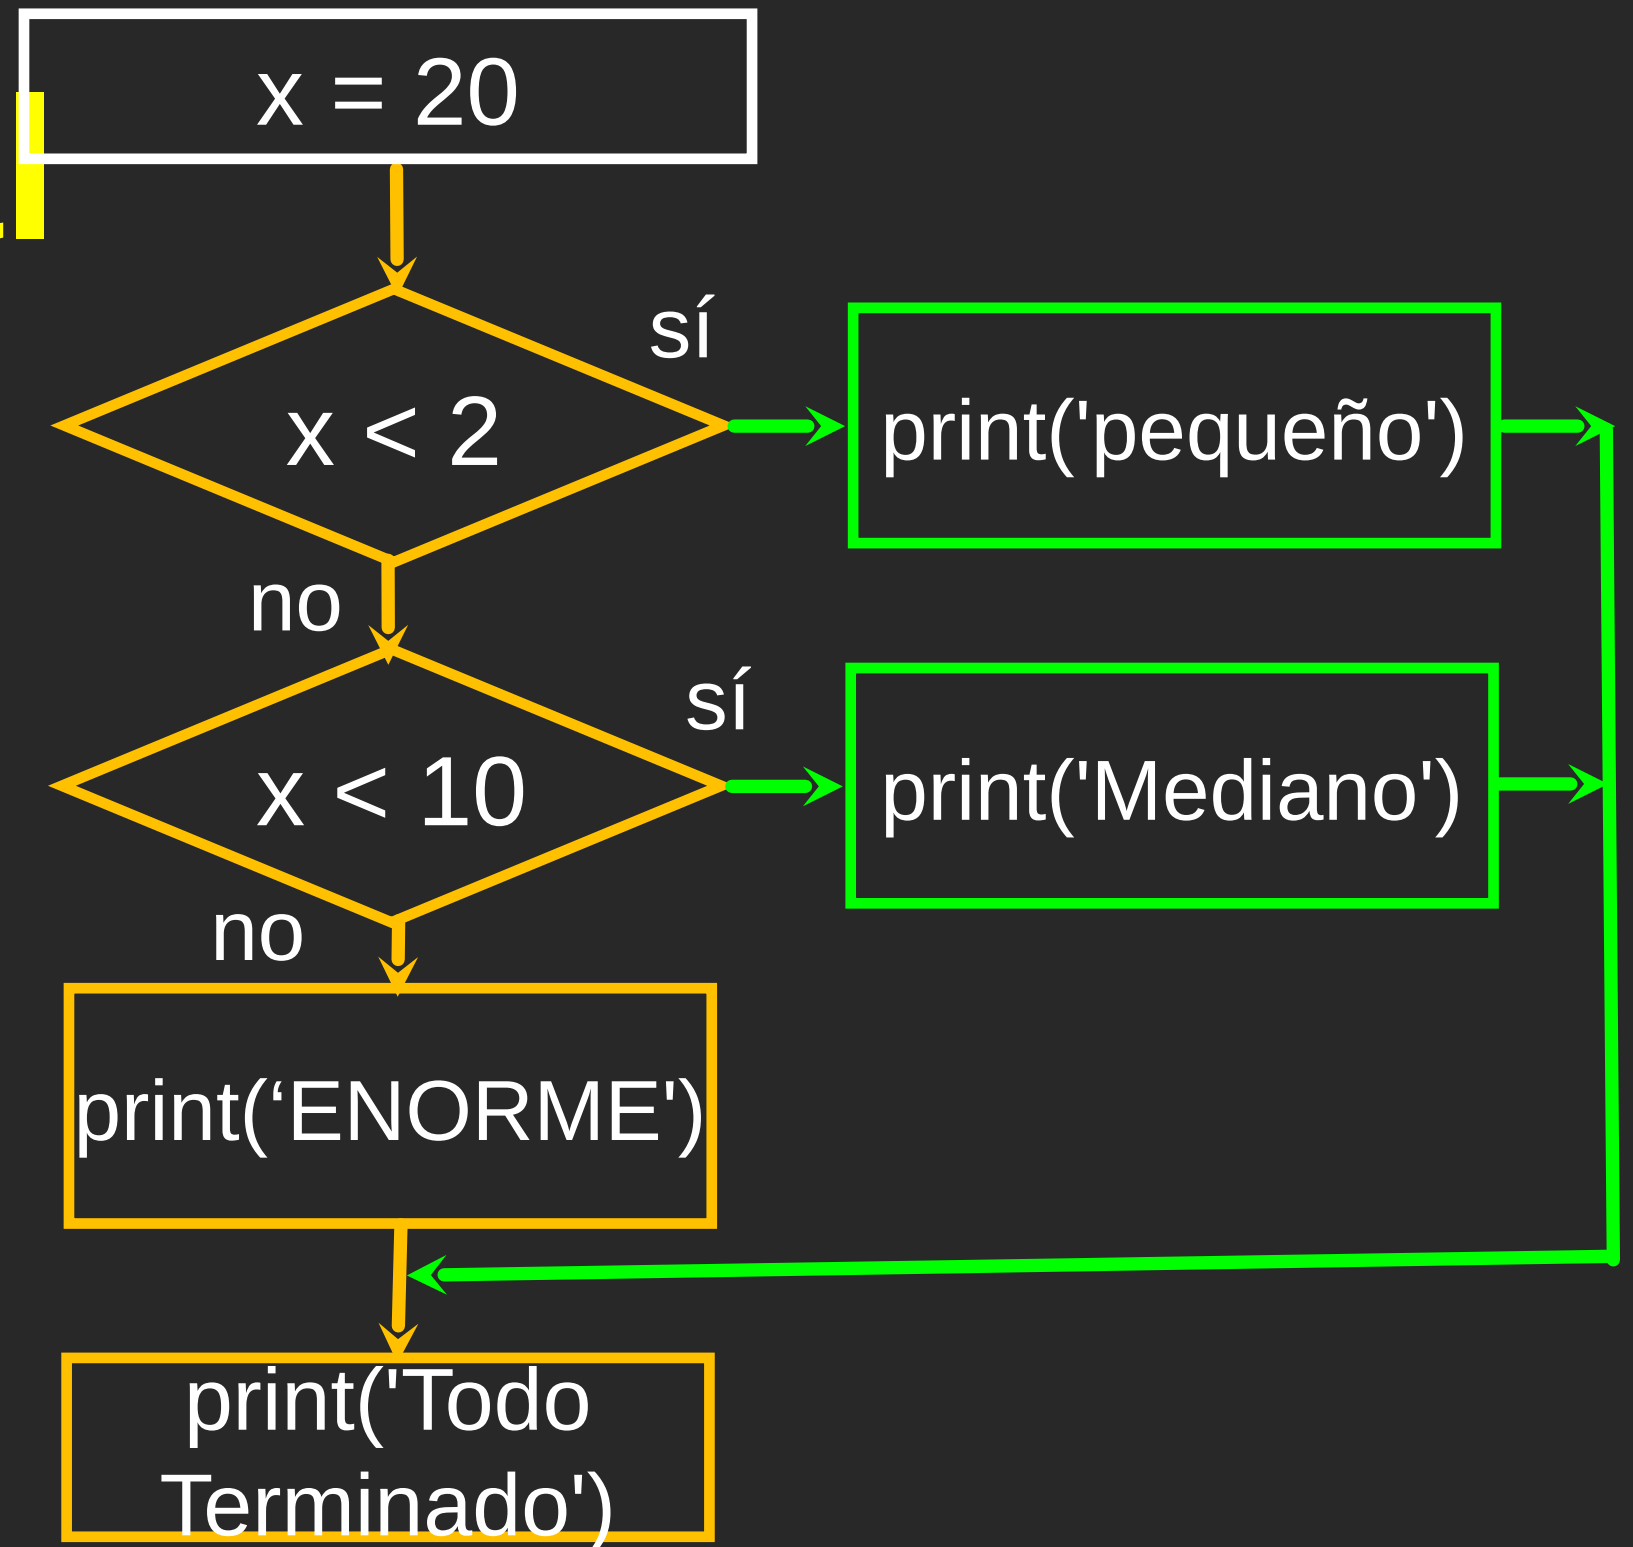 x = 20
sí
x < 2
print('pequeño')
no
sí
x < 10
print('Mediano')
no
print(‘ENORME')
print('Todo
Terminado')